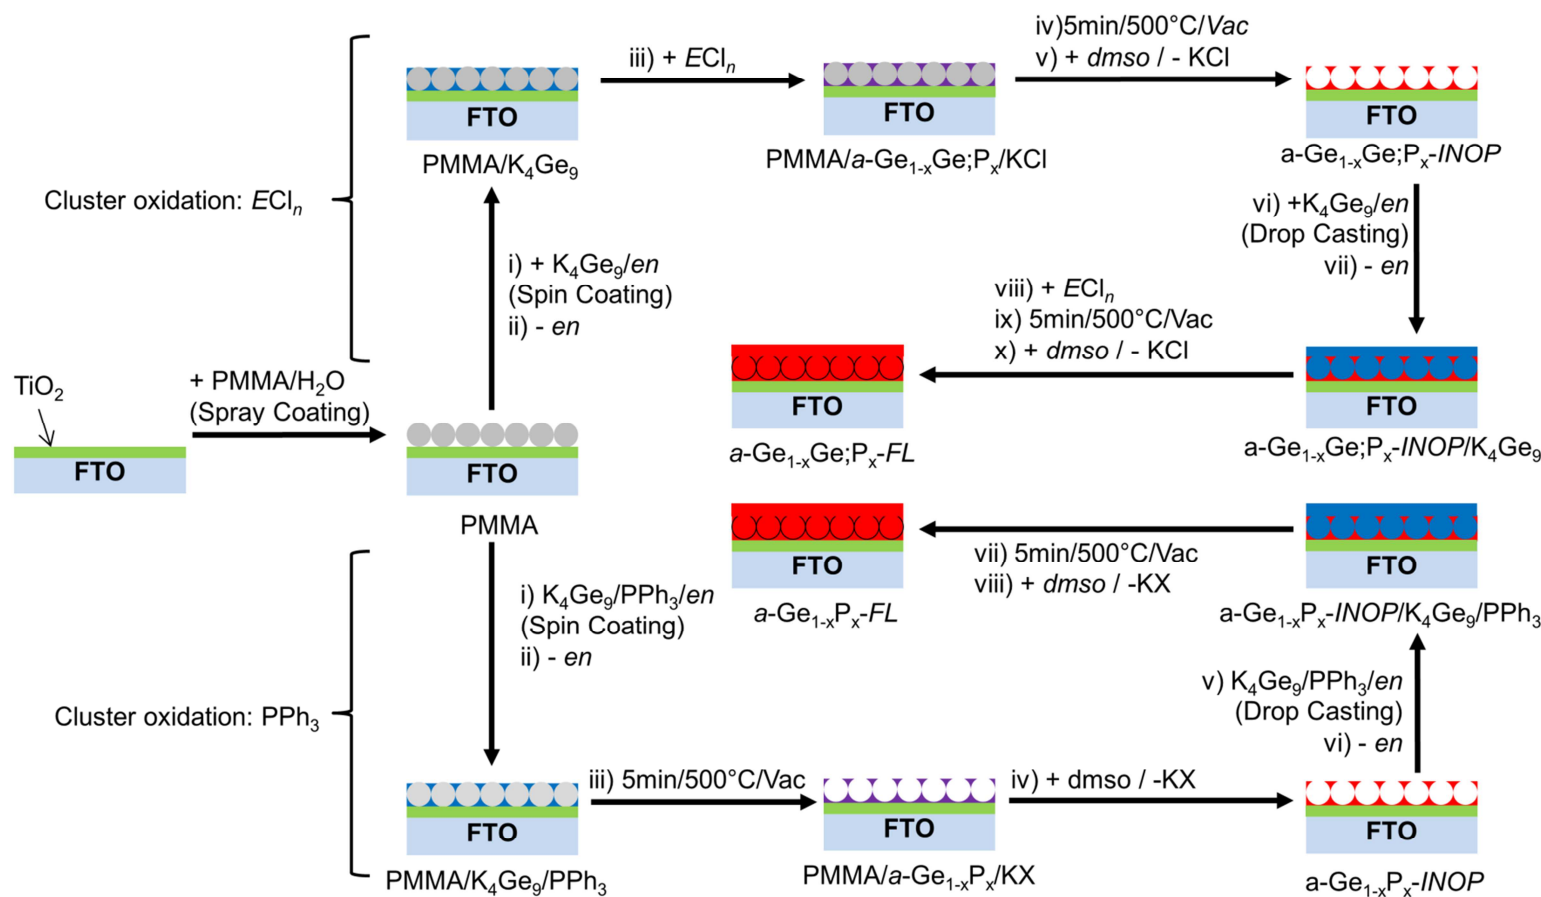 iii) + EClₙ
iv)5min/500°C/Vac
v) + dmso / - KCl
FTO
PMMA/K₄Ge₉
FTO
PMMA/a-Ge₁₋ₓGe;Pₓ/KCl
FTO
a-Ge₁₋ₓGe;Pₓ-INOP
Cluster oxidation: EClₙ
i) + K₄Ge₉/en
(Spin Coating)
ii) - en
vi) +K₄Ge₉/en
(Drop Casting)
vii) - en
viii) + EClₙ
ix) 5min/500°C/Vac
x) + dmso / - KCl
TiO₂
FTO
+ PMMA/H₂O
(Spray Coating)
FTO
PMMA
FTO
a-Ge₁₋ₓGe;Pₓ-FL
FTO
a-Ge₁₋ₓGe;Pₓ-INOP/K₄Ge₉
FTO
a-Ge₁₋ₓPₓ-FL
vii) 5min/500°C/Vac
viii) + dmso / -KX
FTO
a-Ge₁₋ₓPₓ-INOP/K₄Ge₉/PPh₃
i) K₄Ge₉/PPh₃/en
(Spin Coating)
ii) - en
v) K₄Ge₉/PPh₃/en
(Drop Casting)
vi) - en
Cluster oxidation: PPh₃
FTO
PMMA/K₄Ge₉/PPh₃
iii) 5min/500°C/Vac
FTO
PMMA/a-Ge₁₋ₓPₓ/KX
iv) + dmso / -KX
FTO
a-Ge₁₋ₓPₓ-INOP